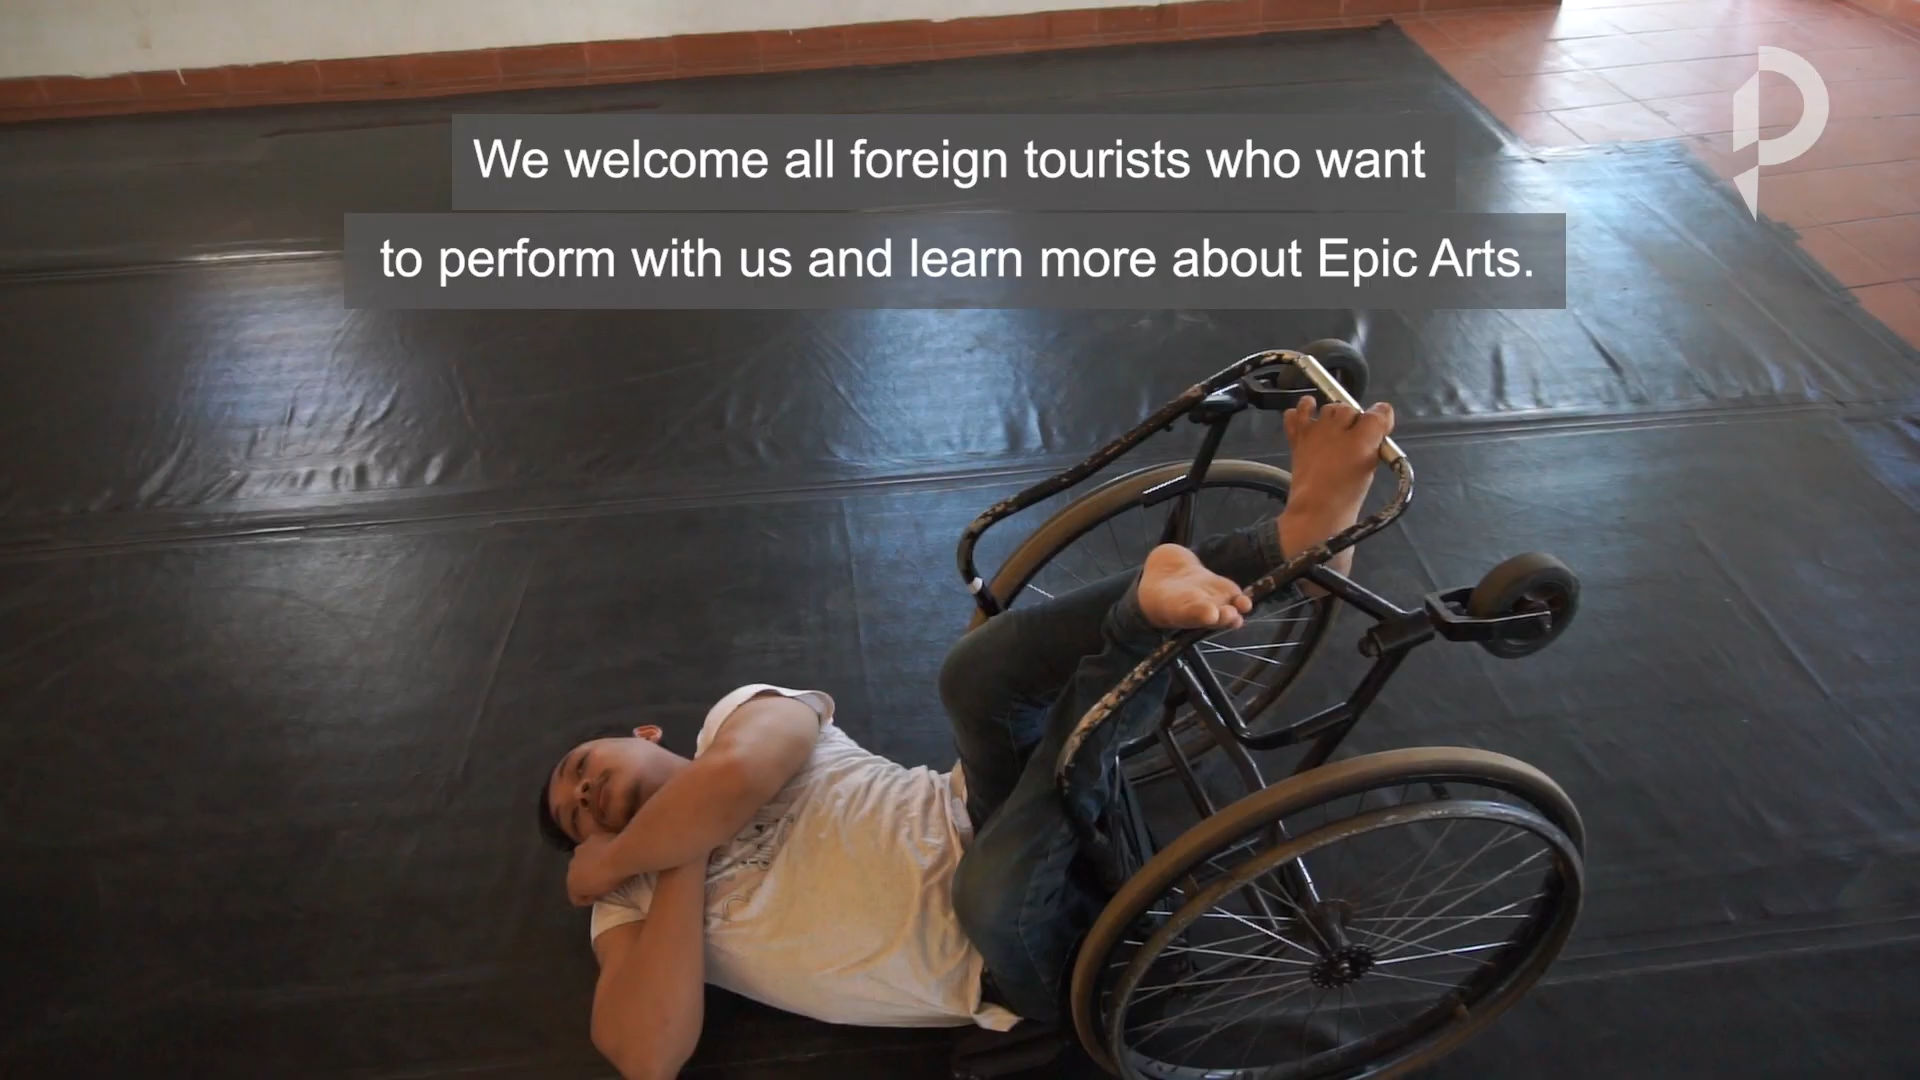 We welcome all foreign tourists who want
to perform with us and learn more about Epic Arts.